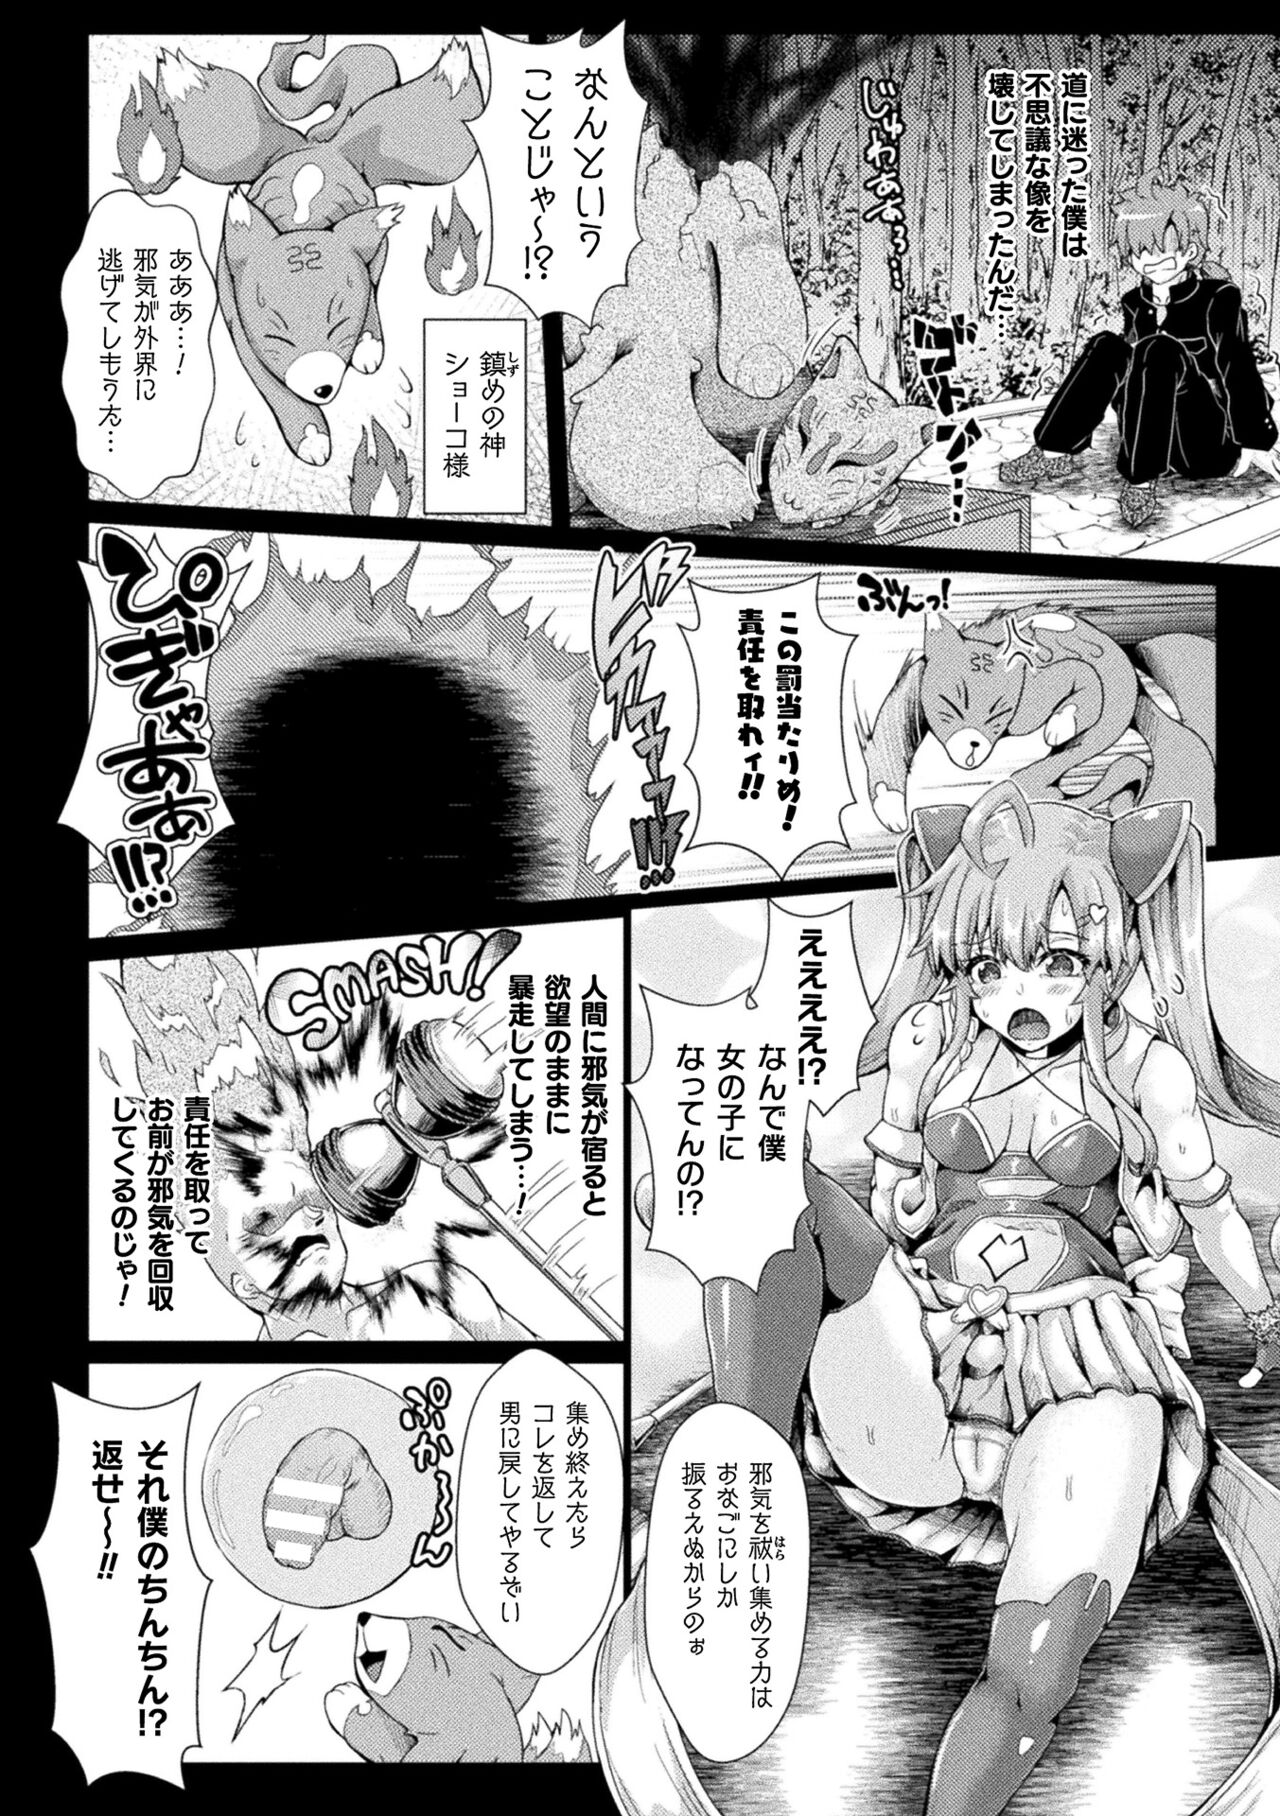 道に迷った僕は
不思議な像を
壊してしまったんだ…
じゅわあぁぁ…
なんという
ことじゃ～!?
鎮めの神
しず
ショーコ様
あああ…!
邪気が外界に
逃げてしもうた…
ぶんっ!
この罰当たりめ!
責任を取れィ!!
ぴぎゃあああ!!!?
ええええ!?
なんで僕
女の子に
なってんの!?
邪気を祓い集める力は
はら
おなごにしか
振るえぬからのぉ
人間に邪気が宿ると
欲望のままに
暴走してしまう…!
SMASH!
責任を取って
お前が邪気を回収
してくるのじゃ!
集め終えたら
コレを返して
男に戻してやるぞい
ぷか～ん
それ僕のちんちん!?
返せ～～!!